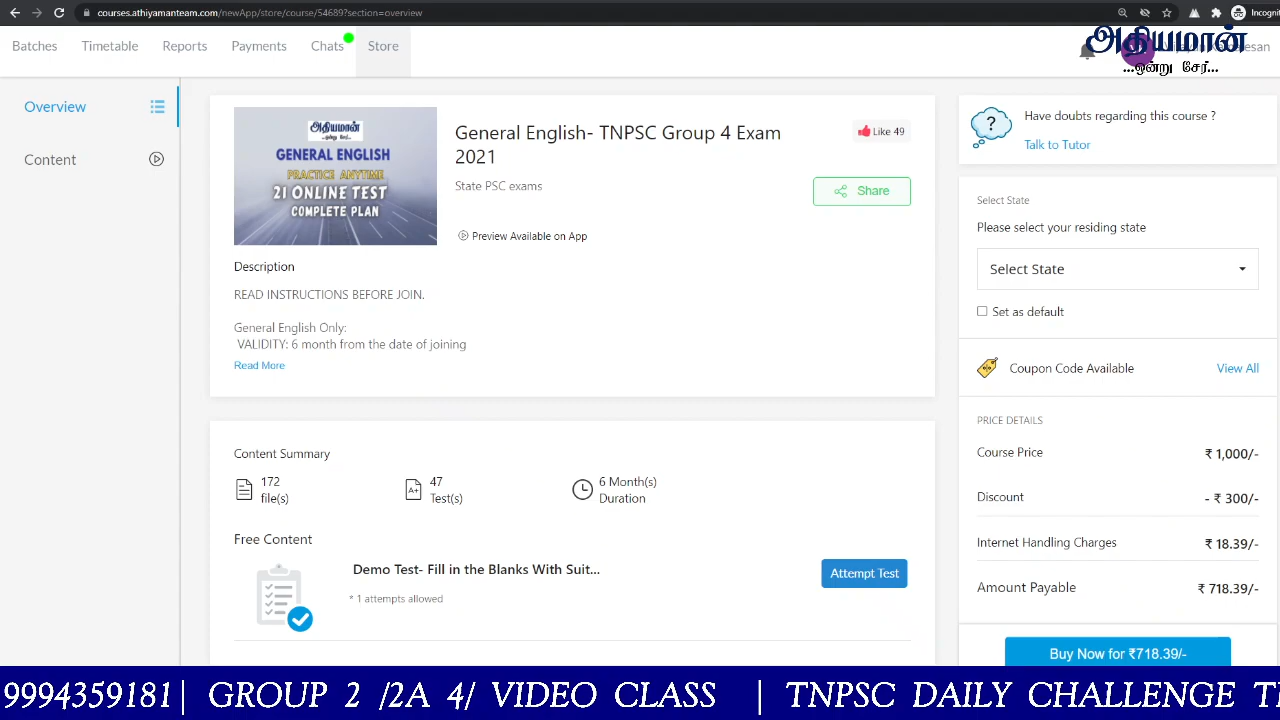 courses.athiyamanteam.com/newApp/store/course/54689?section=overview
Incogni
Batches
Timetable
Reports
Payments
Chats
Store
அதியமான்
...ஒன்று சேர்...
Overview
Content
அதியமான்
GENERAL ENGLISH
PRACTICE ANYTIME
21 ONLINE TEST
COMPLETE PLAN
General English- TNPSC Group 4 Exam
2021
Like 49
State PSC exams
Share
Preview Available on App
Description
READ INSTRUCTIONS BEFORE JOIN.
General English Only:
VALIDITY: 6 month from the date of joining
Read More
Content Summary
172
file(s)
A+
47
Test(s)
6 Month(s)
Duration
Free Content
Demo Test- Fill in the Blanks With Suit...
* 1 attempts allowed
Attempt Test
?
Have doubts regarding this course ?
Talk to Tutor
Select State
Please select your residing state
Select State
Set as default
Coupon Code Available
View All
PRICE DETAILS
Course Price
₹ 1,000/-
Discount
- ₹ 300/-
Internet Handling Charges
₹ 18.39/-
Amount Payable
₹ 718.39/-
Buy Now for ₹718.39/-
9994359181| GROUP 2 /2A 4/ VIDEO CLASS | TNPSC DAILY CHALLENGE T